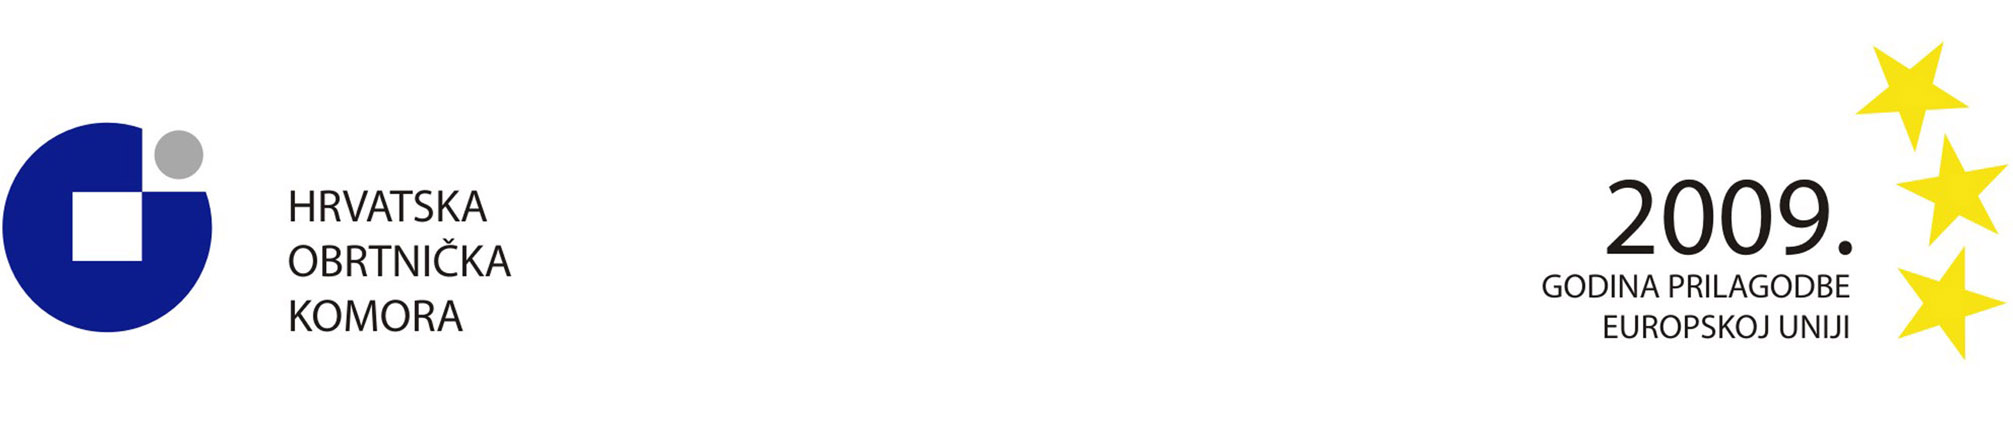 HRVATSKA
OBRTNIČKA
KOMORA
2009.
GODINA PRILAGODBE
EUROPSKOJ UNIJI